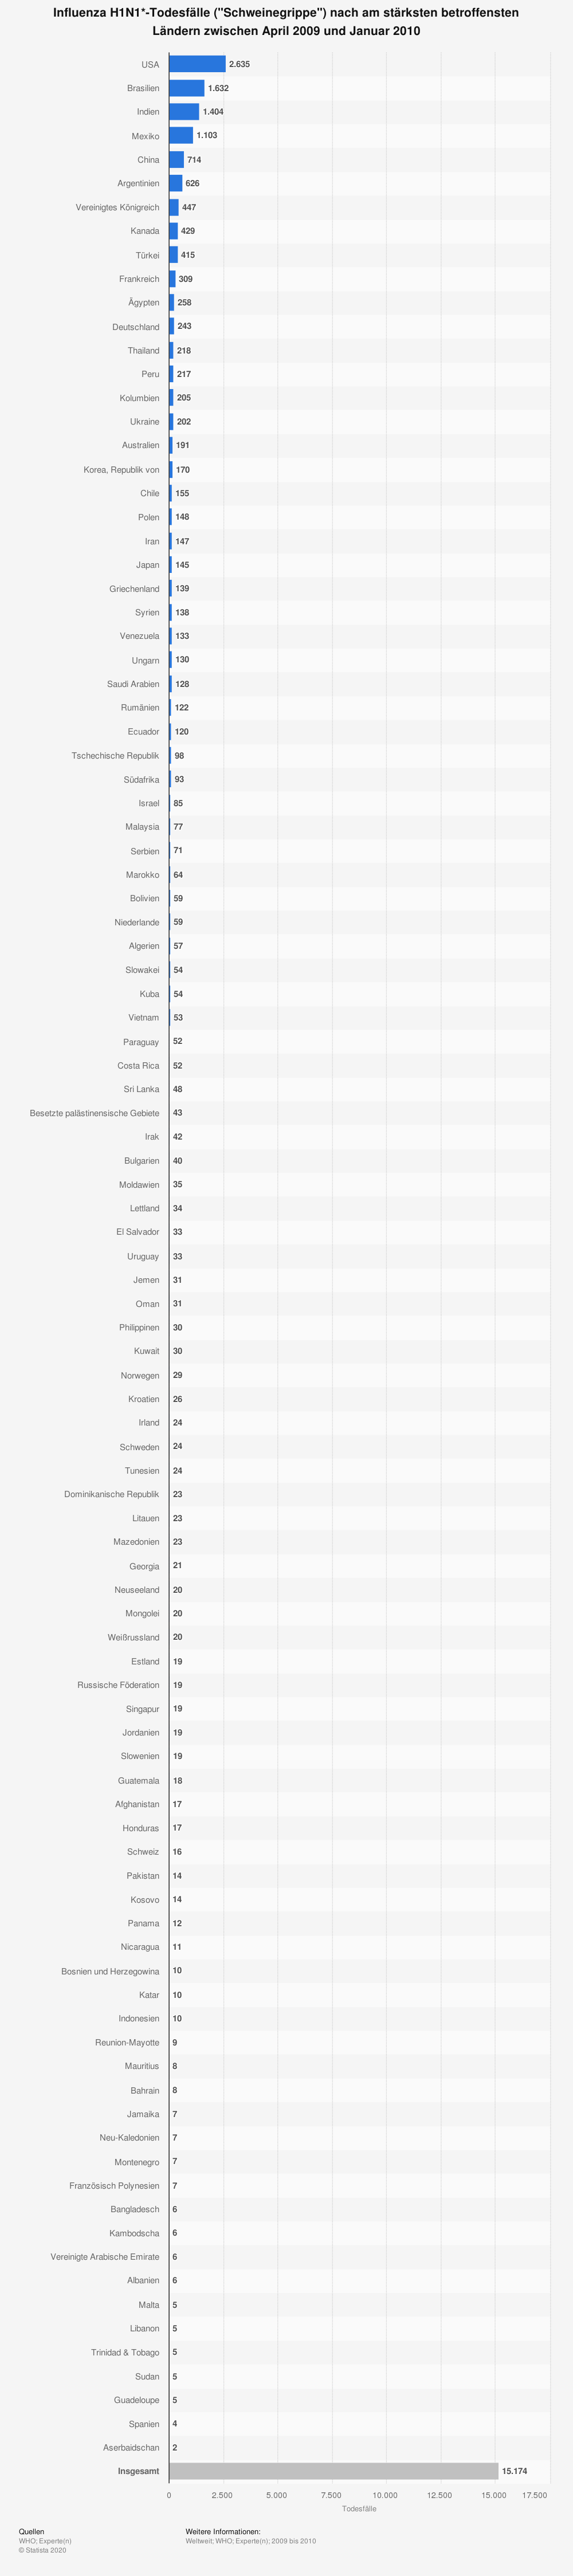 Influenza H1N1*-Todesfälle ("Schweinegrippe") nach am stärksten betroffensten
Ländern zwischen April 2009 und Januar 2010
USA 2.635
Brasilien 1.632
Indien 1.404
Mexiko 1.103
China 714
Argentinien 626
Vereinigtes Königreich 447
Kanada 429
Türkei 415
Frankreich 309
Ägypten 258
Deutschland 243
Thailand 218
Peru 217
Kolumbien 205
Ukraine 202
Australien 191
Korea, Republik von 170
Chile 155
Polen 148
Iran 147
Japan 145
Griechenland 139
Syrien 138
Venezuela 133
Ungarn 130
Saudi Arabien 128
Rumänien 122
Ecuador 120
Tschechische Republik 98
Südafrika 93
Israel 85
Malaysia 77
Serbien 71
Marokko 64
Bolivien 59
Niederlande 59
Algerien 57
Slowakei 54
Kuba 54
Vietnam 53
Paraguay 52
Costa Rica 52
Sri Lanka 48
Besetzte palästinensische Gebiete 43
Irak 42
Bulgarien 40
Moldawien 35
Lettland 34
El Salvador 33
Uruguay 33
Jemen 31
Oman 31
Philippinen 30
Kuwait 30
Norwegen 29
Kroatien 26
Irland 24
Schweden 24
Tunesien 24
Dominikanische Republik 23
Litauen 23
Mazedonien 23
Georgia 21
Neuseeland 20
Mongolei 20
Weißrussland 20
Estland 19
Russische Föderation 19
Singapur 19
Jordanien 19
Slowenien 19
Guatemala 18
Afghanistan 17
Honduras 17
Schweiz 16
Pakistan 14
Kosovo 14
Panama 12
Nicaragua 11
Bosnien und Herzegowina 10
Katar 10
Indonesien 10
Reunion-Mayotte 9
Mauritius 8
Bahrain 8
Jamaika 7
Neu-Kaledonien 7
Montenegro 7
Französisch Polynesien 7
Bangladesch 6
Kambodscha 6
Vereinigte Arabische Emirate 6
Albanien 6
Malta 5
Libanon 5
Trinidad & Tobago 5
Sudan 5
Guadeloupe 5
Spanien 4
Aserbaidschan 2
Insgesamt 15.174
0 2.500 5.000 7.500 10.000 12.500 15.000 17.500
Todesfälle
Quellen
WHO; Experte(n)
© Statista 2020
Weitere Informationen:
Weltweit; WHO; Experte(n); 2009 bis 2010